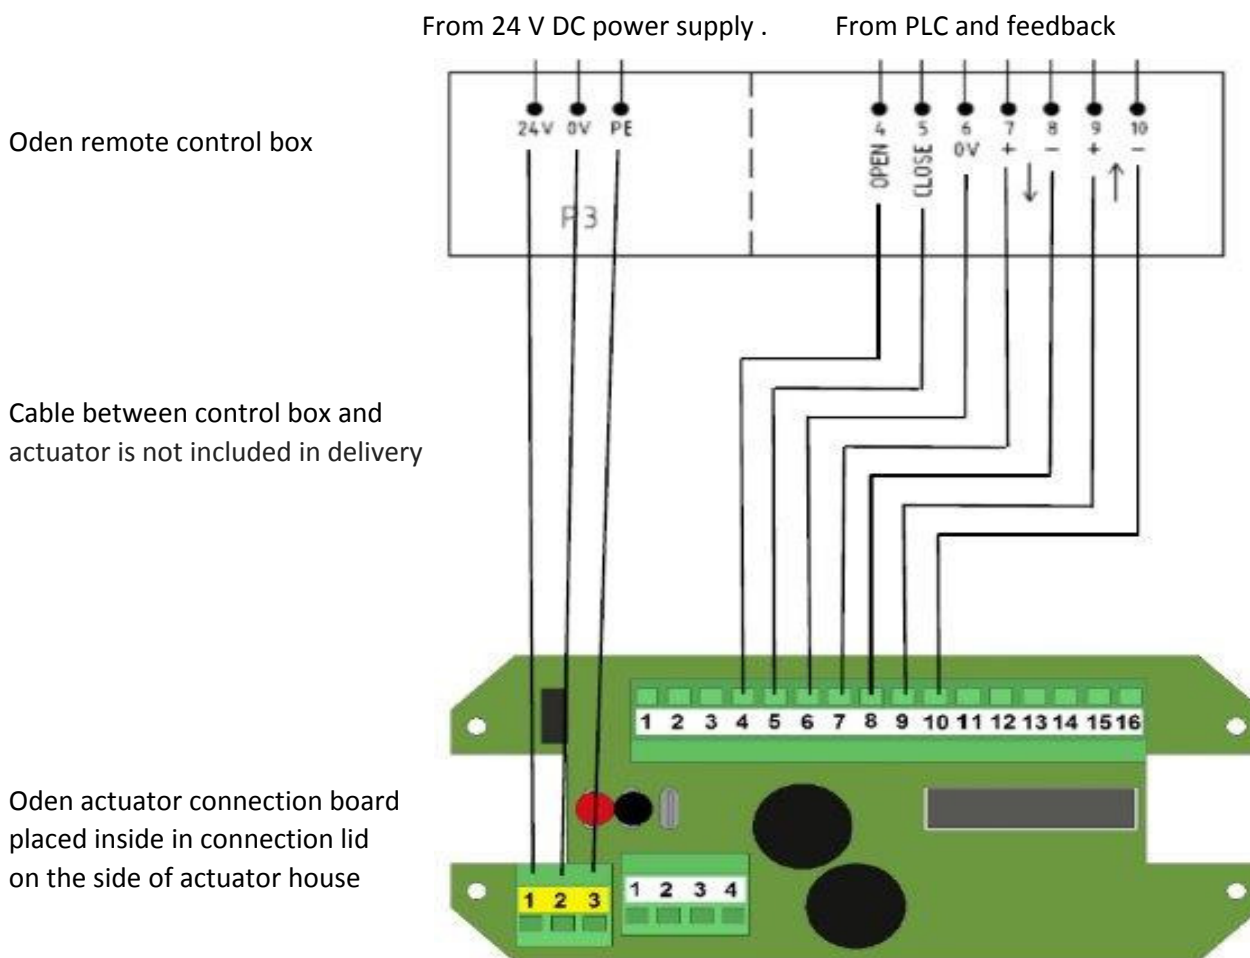 From 24 V DC power supply .
From PLC and feedback
Oden remote control box
24V 0V PE
4 5 6 7 8 9 10
OPEN CLOSE 0V + − + −
P3
Cable between control box and
actuator is not included in delivery
1 2 3 4 5 6 7 8 9 10 11 12 13 14 15 16
Oden actuator connection board
placed inside in connection lid
on the side of actuator house
1 2 3
1 2 3 4